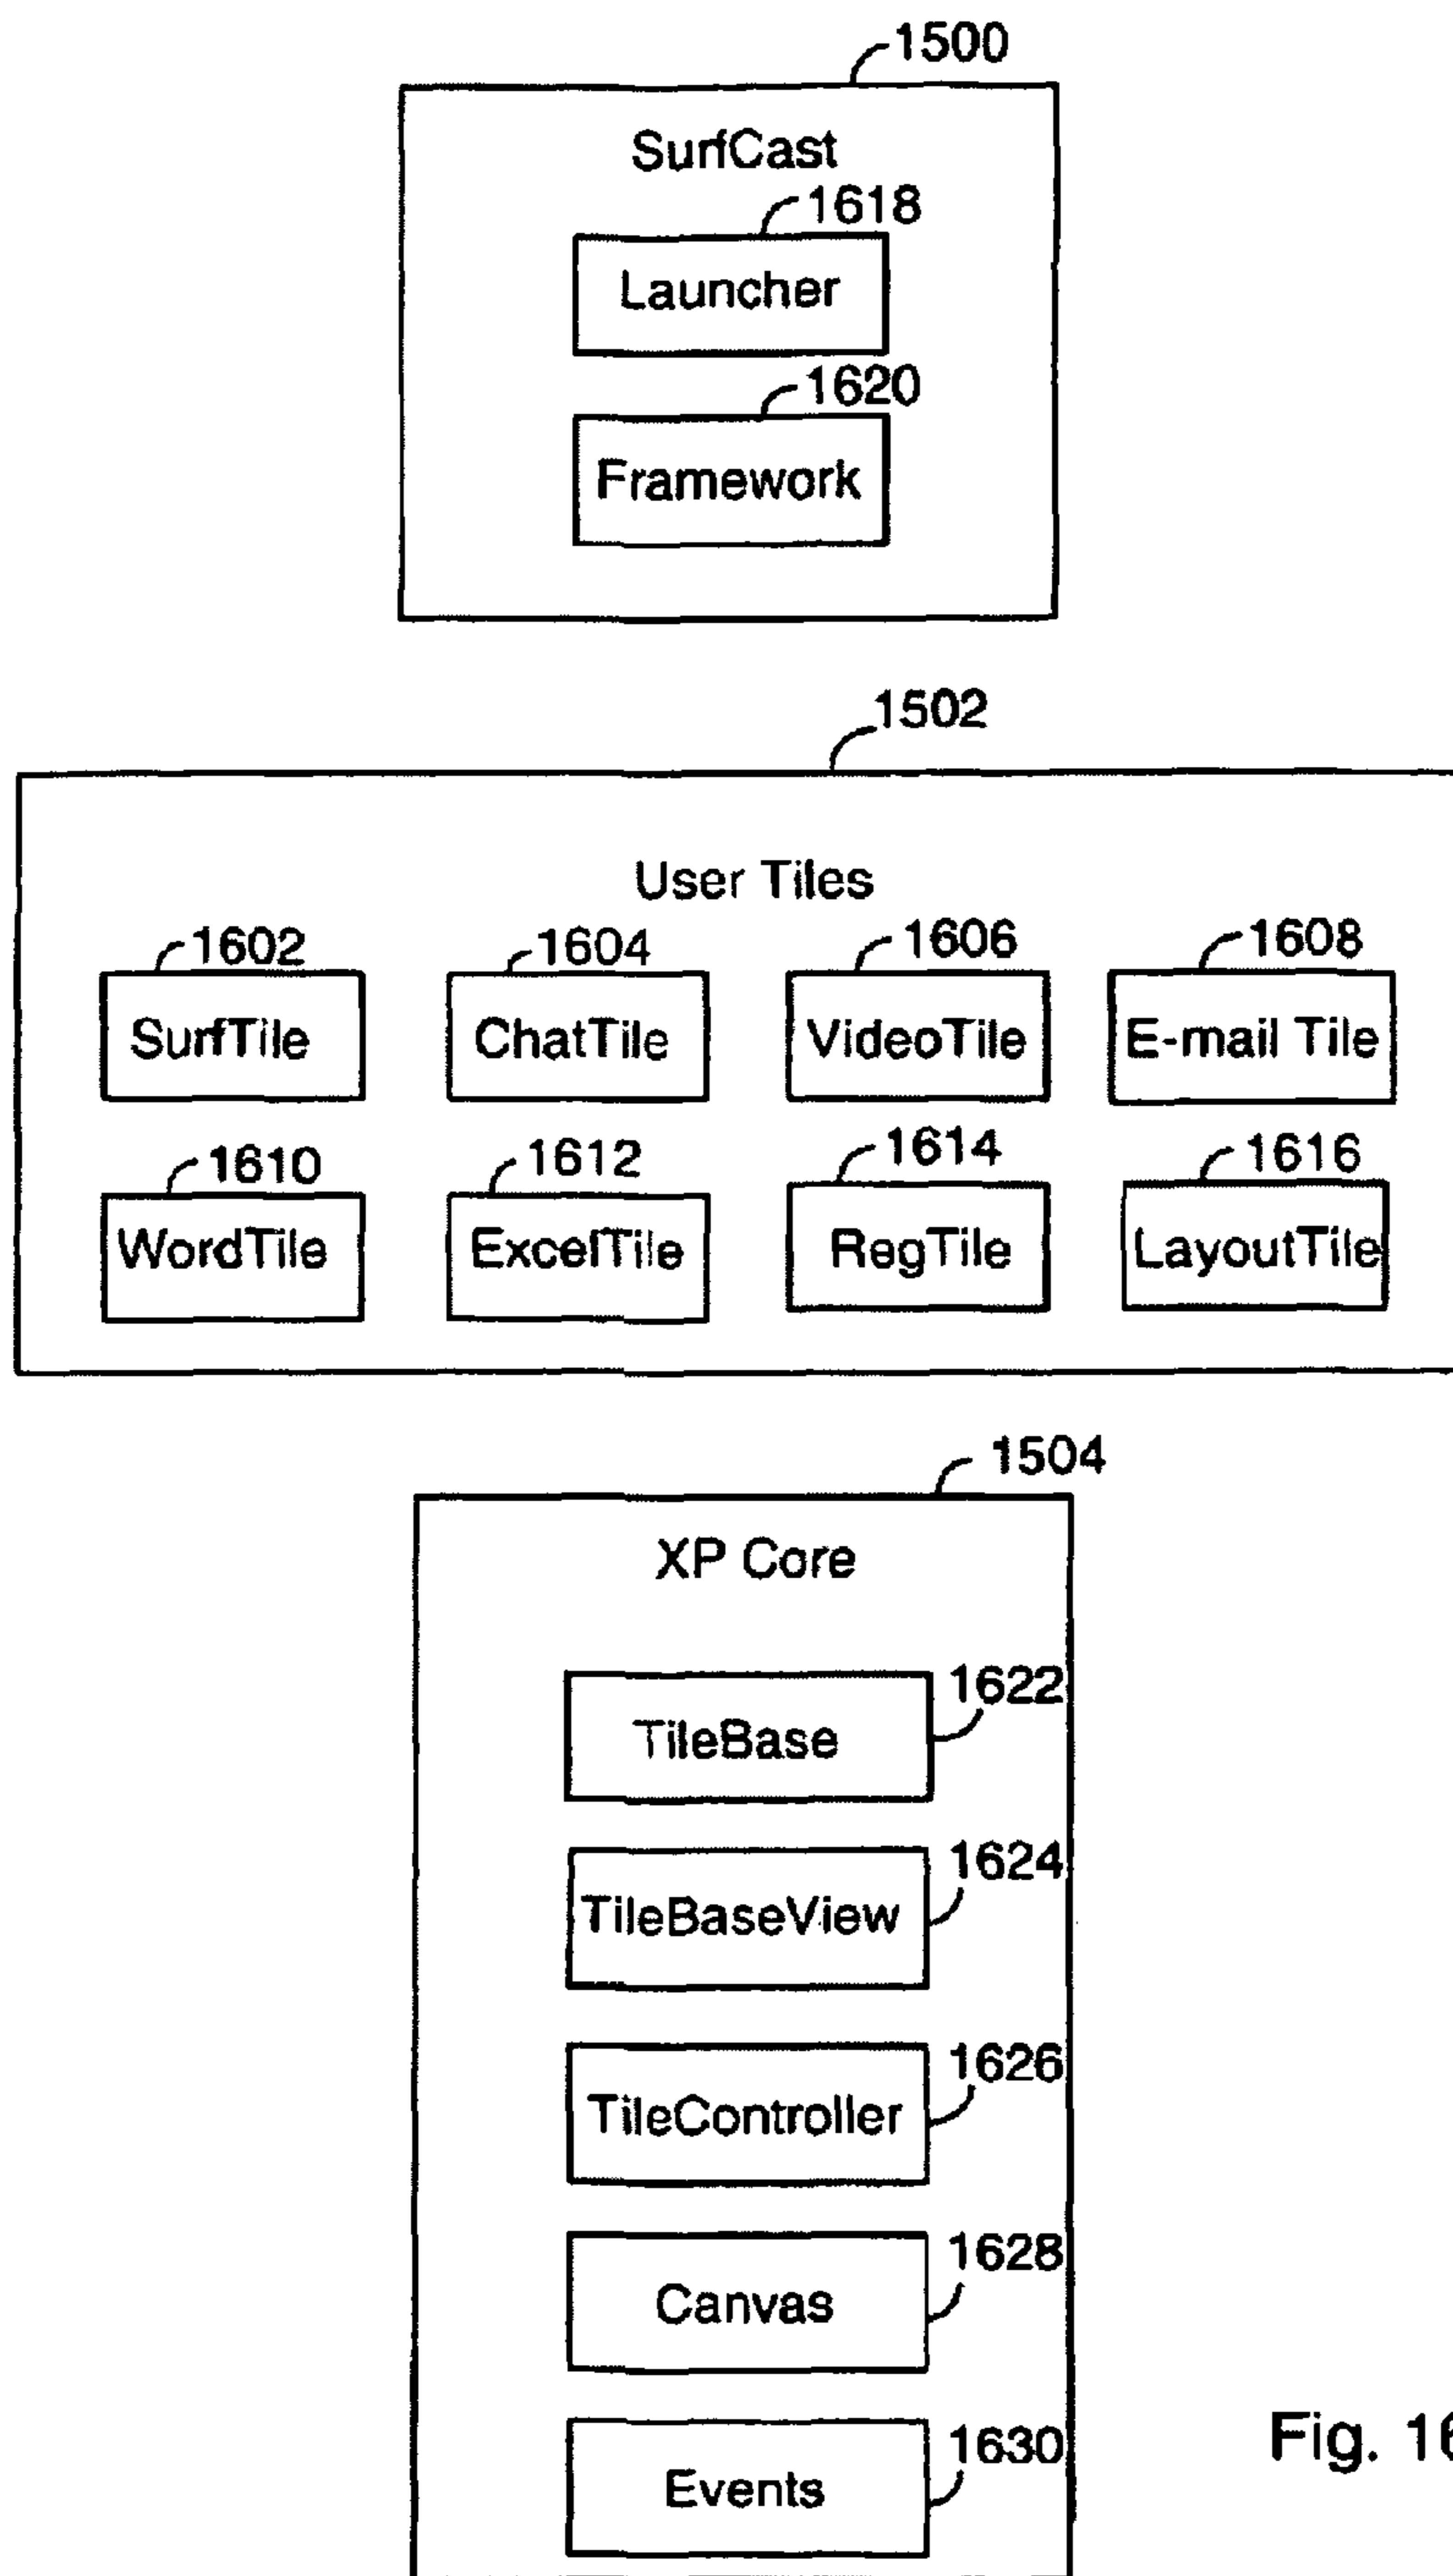 1500
SurfCast
1618
Launcher
1620
Framework
1502
User Tiles
1602 1604 1606 1608
SurfTile ChatTile VideoTile E-mail Tile
1610 1612 1614 1616
WordTile ExcelTile RegTile LayoutTile
1504
XP Core
1622
TileBase
1624
TileBaseView
1626
TileController
1628
Canvas
1630
Events
Fig. 16